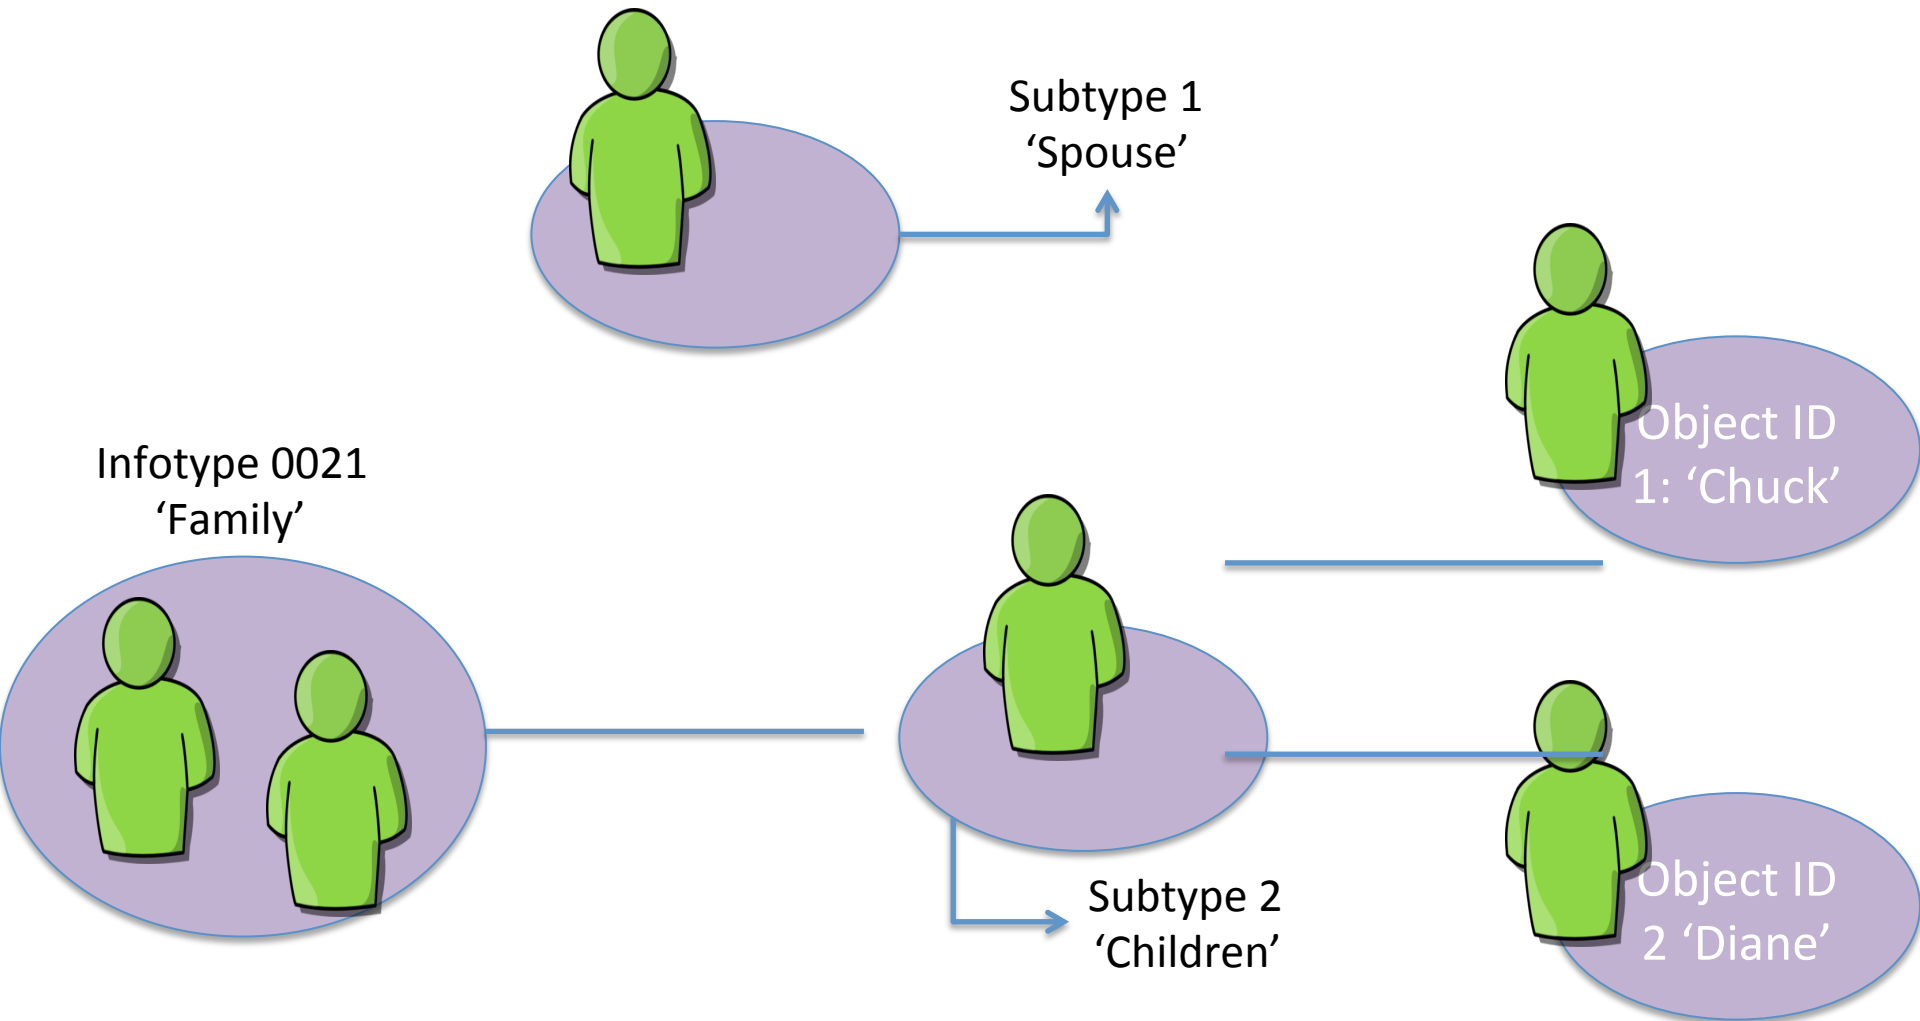 Subtype 1
‘Spouse’
Infotype 0021
‘Family’
Object ID
1: ‘Chuck’
Subtype 2
‘Children’
Object ID
2 ‘Diane’